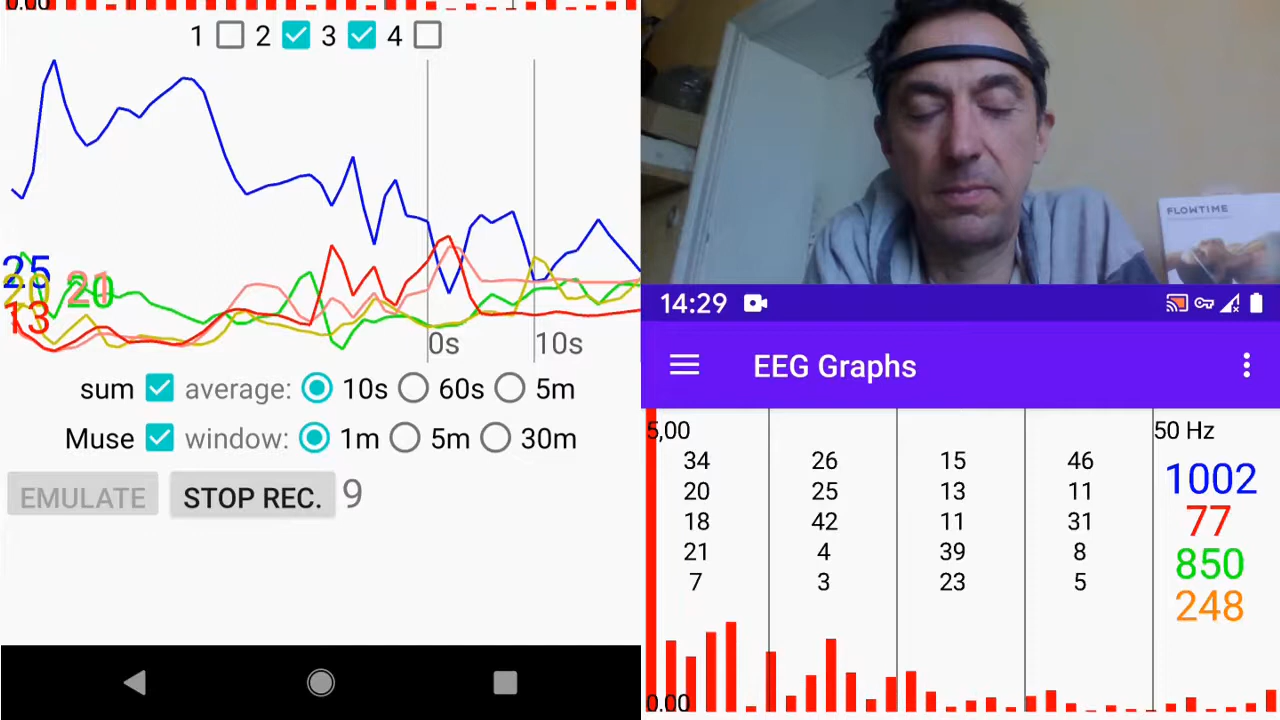 0.00
1 2 3 4
25
20 21 20
13
0s 10s
sum average: 10s 60s 5m
Muse window: 1m 5m 30m
EMULATE STOP REC. 9
FLOWTIME
14:29
EEG Graphs
5,00 50 Hz
34 26 15 46 1002
20 25 13 11 77
18 42 11 31 850
21 4 39 8 248
7 3 23 5
0.00